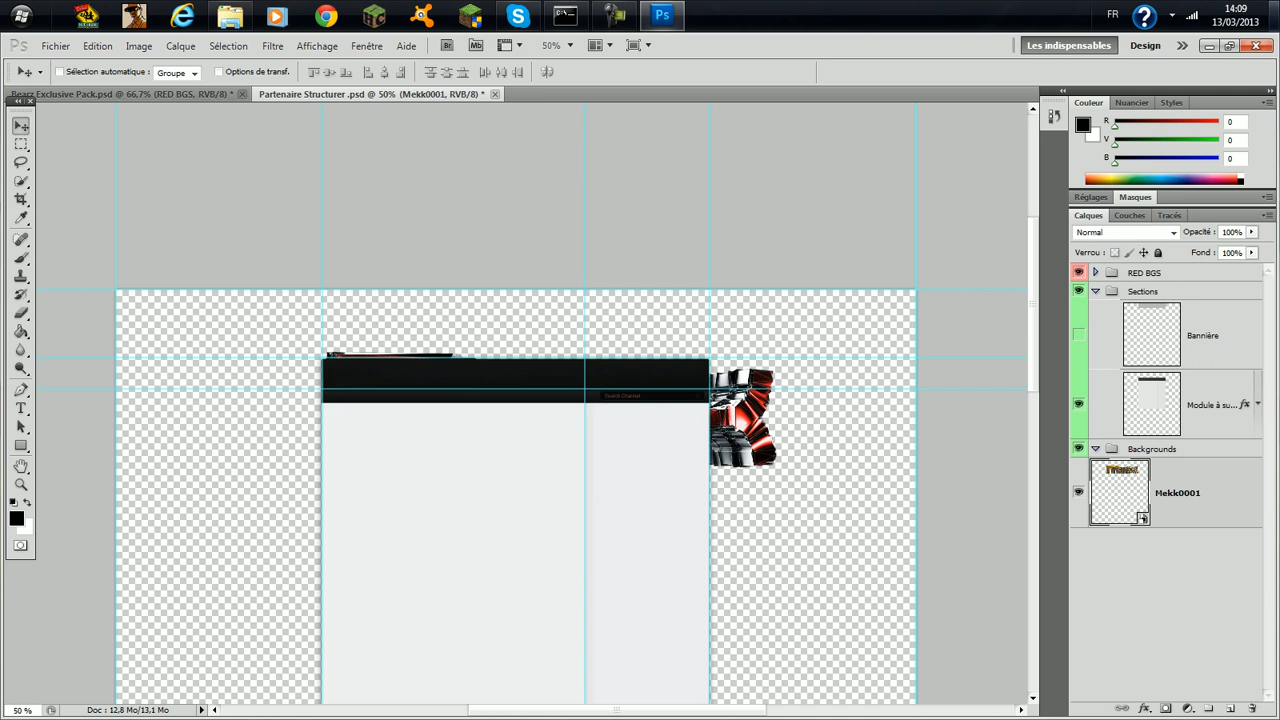 FR
14:09
13/03/2013
Ps
Fichier Edition Image Calque Sélection Filtre Affichage Fenêtre Aide Br Mb 50% Les indispensables Design
Sélection automatique : Groupe Options de transf.
Bearz Exclusive Pack.psd @ 66,7% (RED BGS, RVB/8) *
Partenaire Structurer .psd @ 50% (Mekk0001, RVB/8) *
Couleur Nuancier Styles
R 0
V 0
B 0
Réglages Masques
Calques Couches Tracés
Normal Opacité : 100%
Verrou : Fond : 100%
RED BGS
Sections
Bannière
Module à su... fx
Backgrounds
Mekk0001
50 % Doc : 12,8 Mo/13,1 Mo